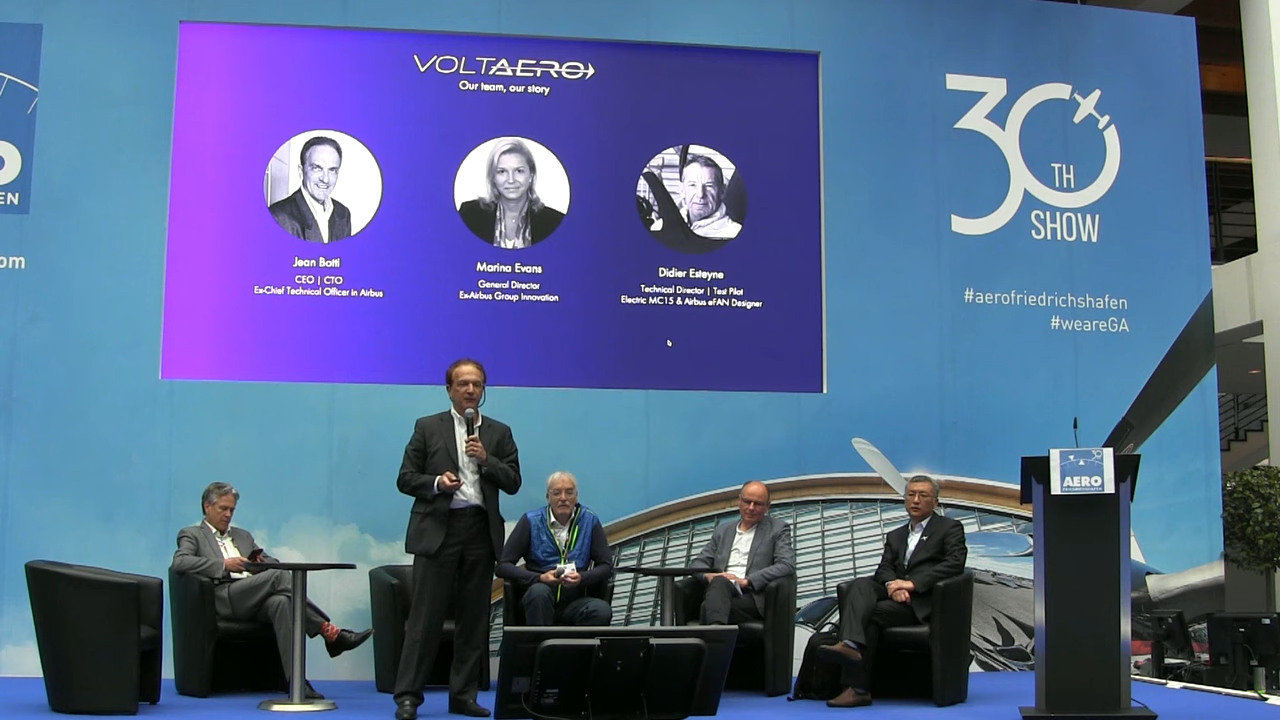 VOLTAERO
Our team, our story
Jean Botti
CEO | CTO
Ex-Chief Technical Officer in Airbus
Marina Evans
General Director
Ex-Airbus Group Innovation
Didier Esteyne
Technical Director | Test Pilot
Electric MC15 & Airbus eFAN Designer
30
TH
SHOW
#aerofriedrichshafen
#weareGA
O
EN
om
30
AERO